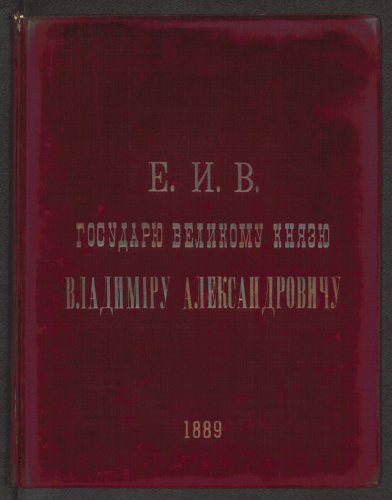 Е. И. В.
ГОСУДАРЮ ВЕЛИКОМУ КНЯЗЮ
ВЛАДИМІРУ АЛЕКСАНДРОВИЧУ
1889